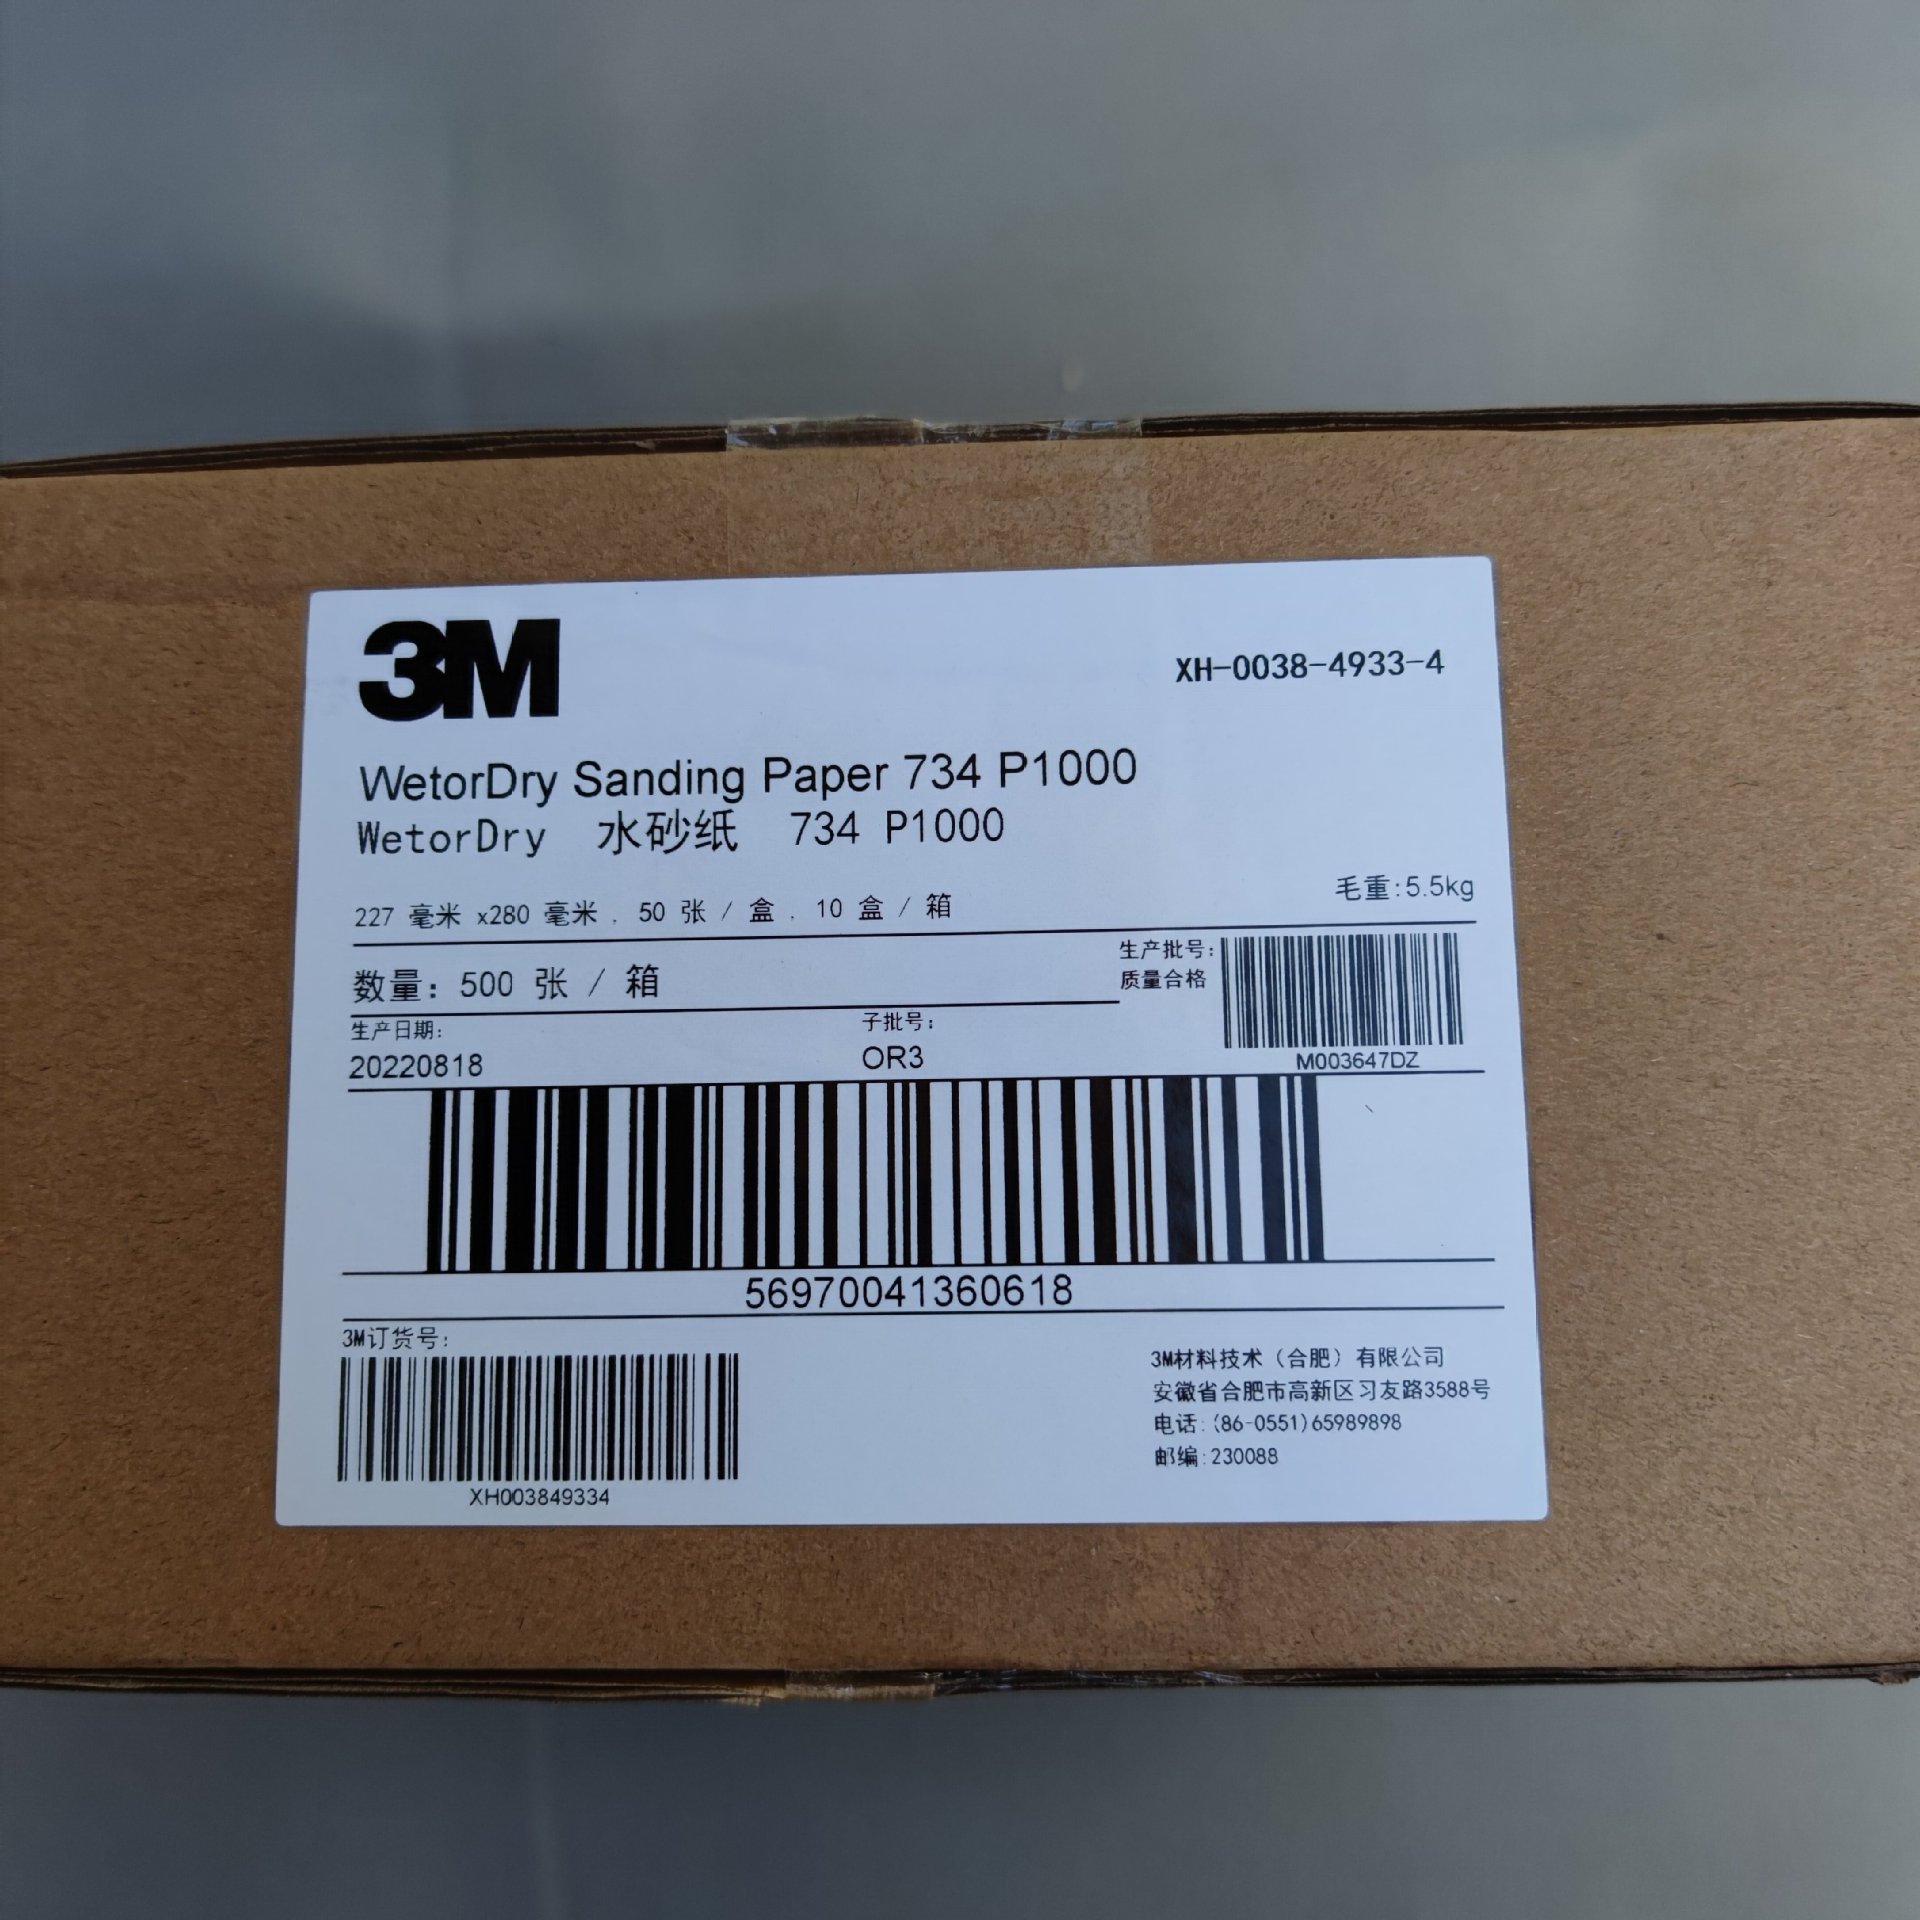 3M
XH-0038-4933-4
WetorDry Sanding Paper 734 P1000
WetorDry 水砂纸 734 P1000
毛重:5.5kg
227 毫米 x280 毫米 , 50 张 / 盒 , 10 盒 / 箱
数量: 500 张 / 箱
生产批号:
质量合格
M003647DZ
生产日期:
20220818
子批号:
OR3
56970041360618
3M订货号:
XH003849334
3M材料技术（合肥）有限公司
安徽省合肥市高新区习友路3588号
电话:(86-0551)65989898
邮编:230088